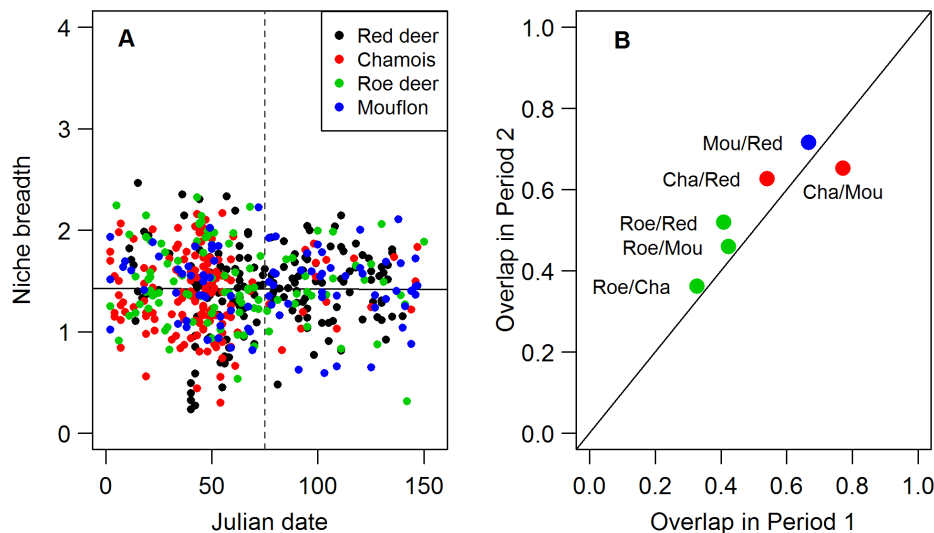 A
Red deer
Chamois
Roe deer
Mouflon
4
3
2
1
0
Niche breadth
0 50 100 150
Julian date
B
1.0
0.8
0.6
0.4
0.2
0.0
Overlap in Period 2
Mou/Red
Cha/Red
Cha/Mou
Roe/Red
Roe/Mou
Roe/Cha
0.0 0.2 0.4 0.6 0.8 1.0
Overlap in Period 1